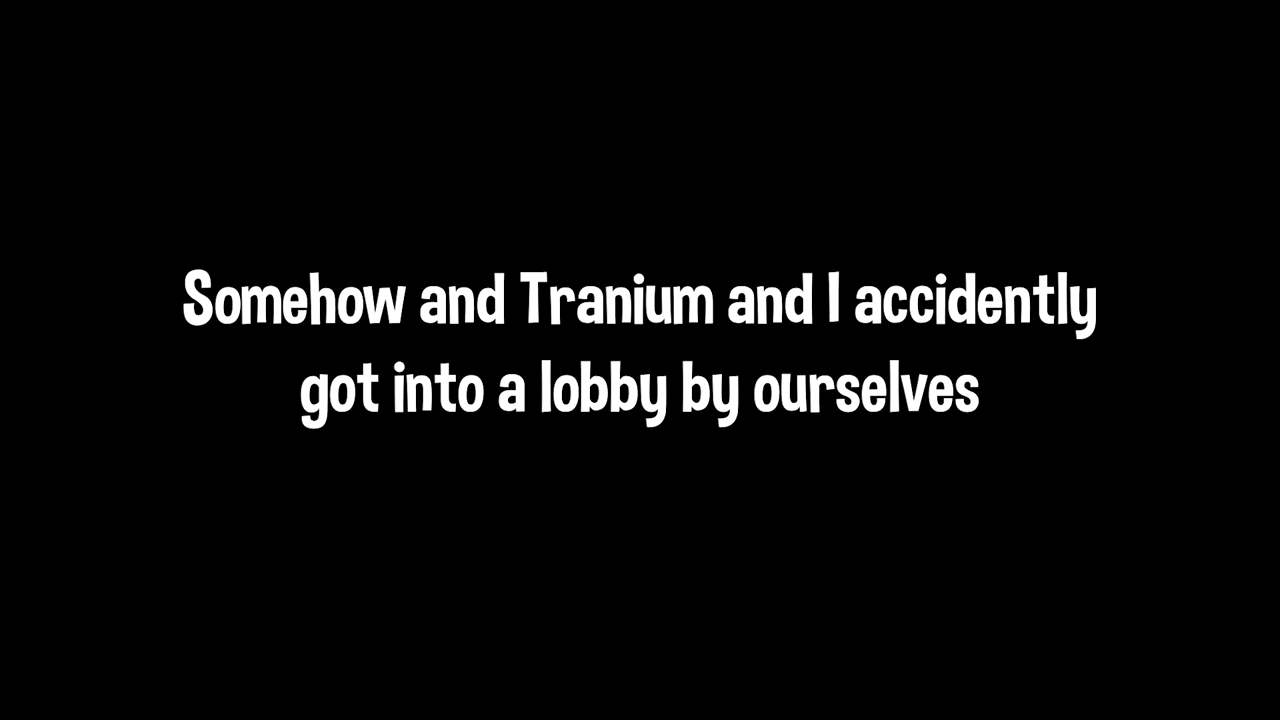 Somehow and Tranium and I accidently
got into a lobby by ourselves